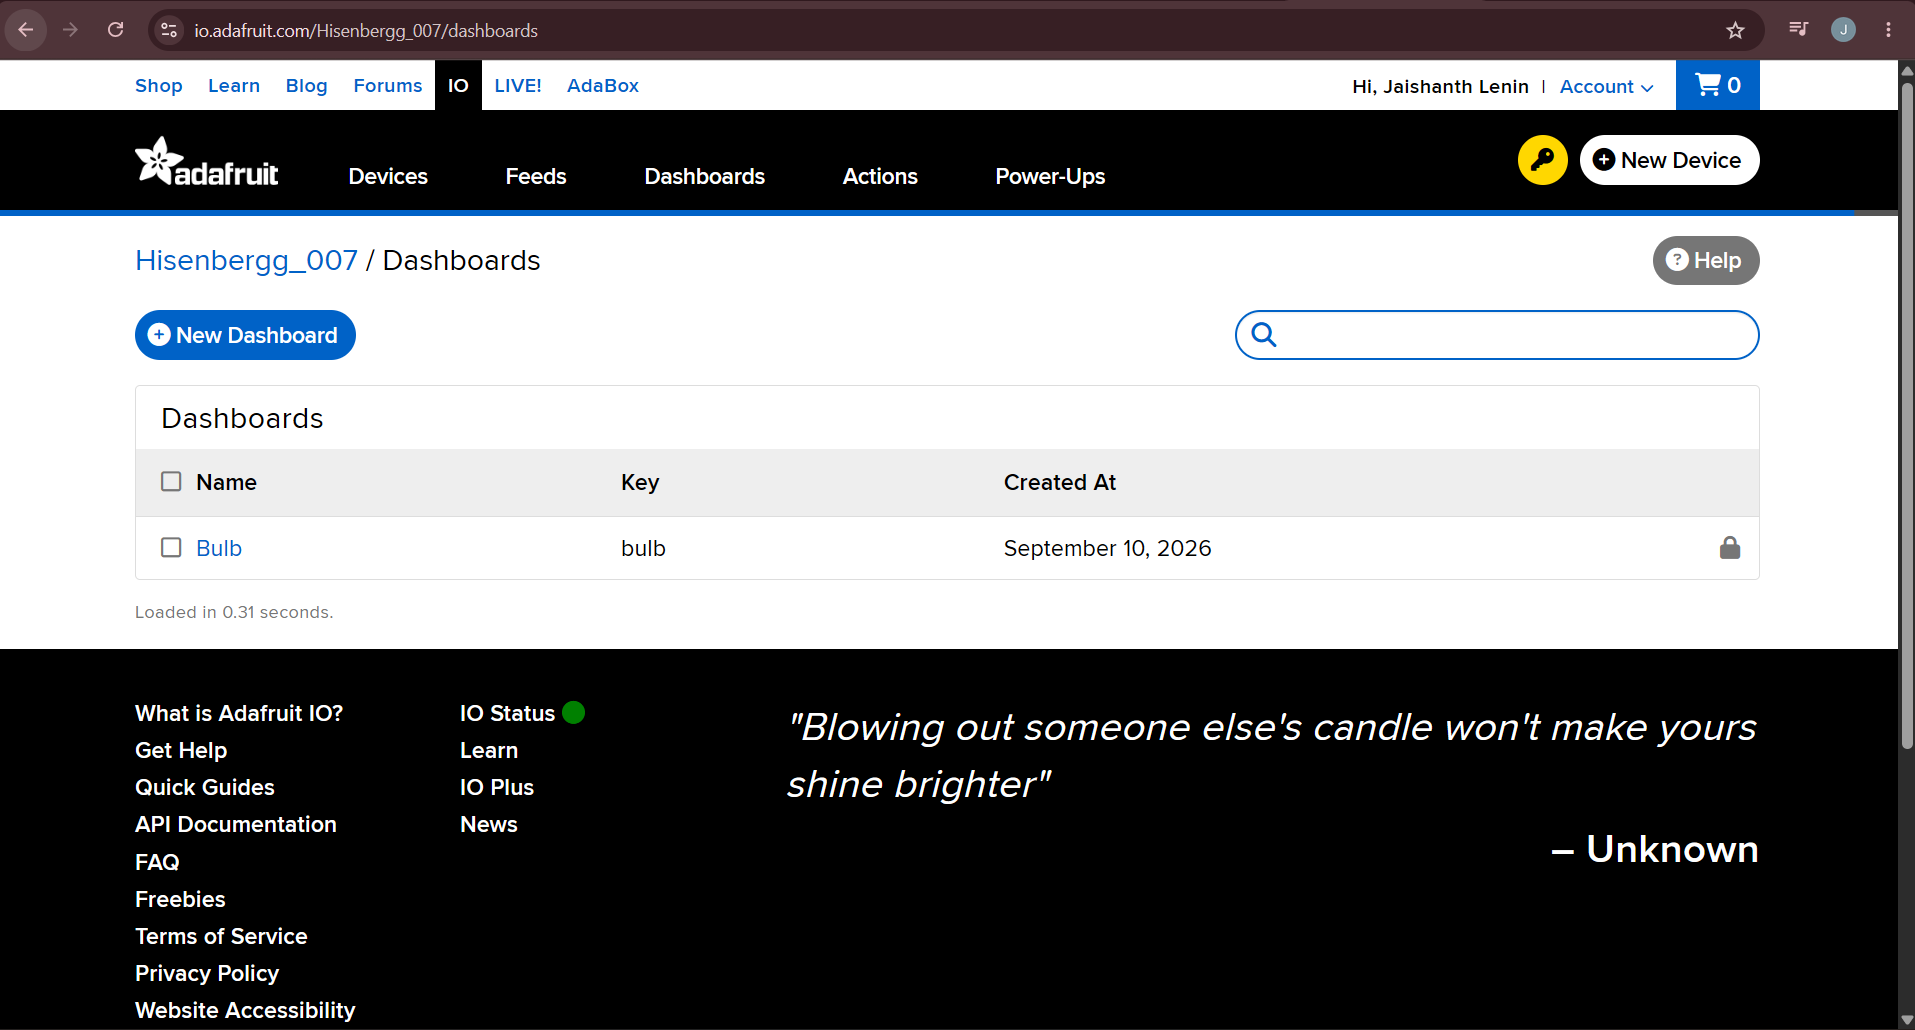 io.adafruit.com/Hisenbergg_007/dashboards
J
Shop Learn Blog Forums IO LIVE! AdaBox
Hi, Jaishanth Lenin | Account
0
adafruit
Devices Feeds Dashboards Actions Power-Ups
New Device
Hisenbergg_007 / Dashboards
Help
New Dashboard
Dashboards
Name Key Created At
Bulb bulb September 10, 2026
Loaded in 0.31 seconds.
What is Adafruit IO?
Get Help
Quick Guides
API Documentation
FAQ
Freebies
Terms of Service
Privacy Policy
Website Accessibility
IO Status
Learn
IO Plus
News
"Blowing out someone else's candle won't make yours
shine brighter"
– Unknown